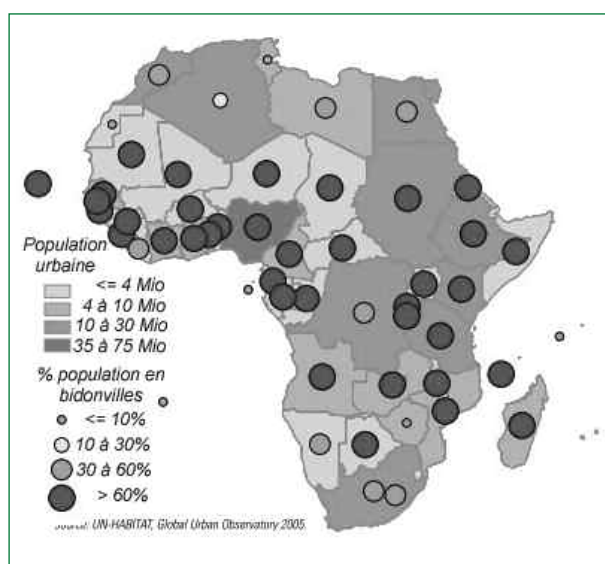 Population
urbaine
<= 4 Mio
4 à 10 Mio
10 à 30 Mio
35 à 75 Mio
% population en
bidonvilles
<= 10%
10 à 30%
30 à 60%
> 60%
Source: UN-HABITAT, Global Urban Observatory 2005.